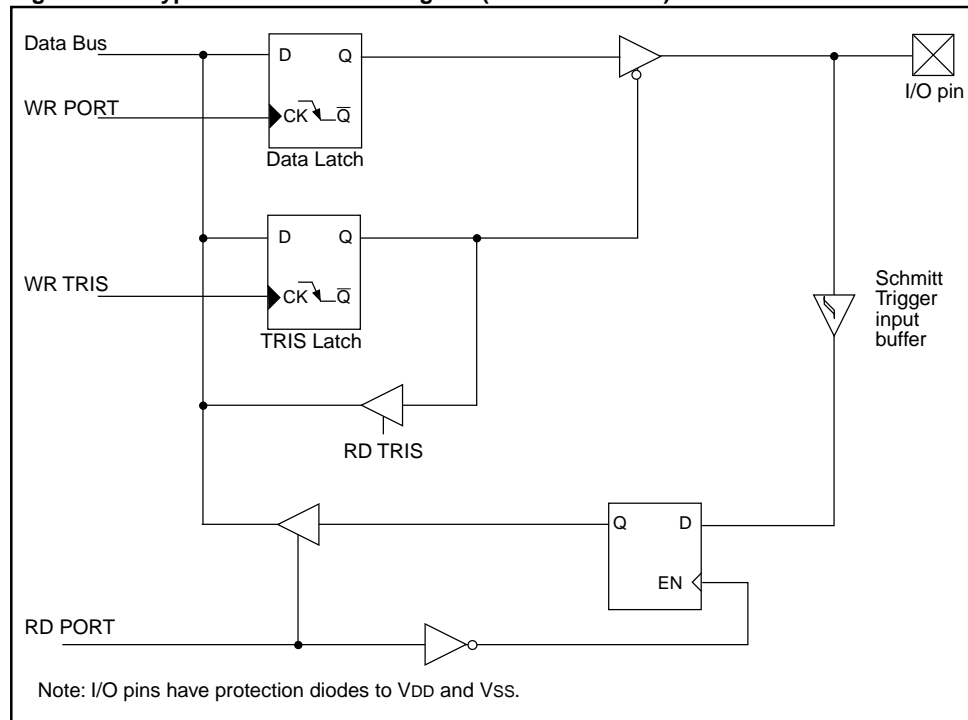 Data Bus
D Q
I/O pin
WR PORT
CK Q̅
Data Latch
D Q
WR TRIS
CK Q̅
TRIS Latch
Schmitt
Trigger
input
buffer
RD TRIS
Q D
EN
RD PORT
Note: I/O pins have protection diodes to VDD and VSS.